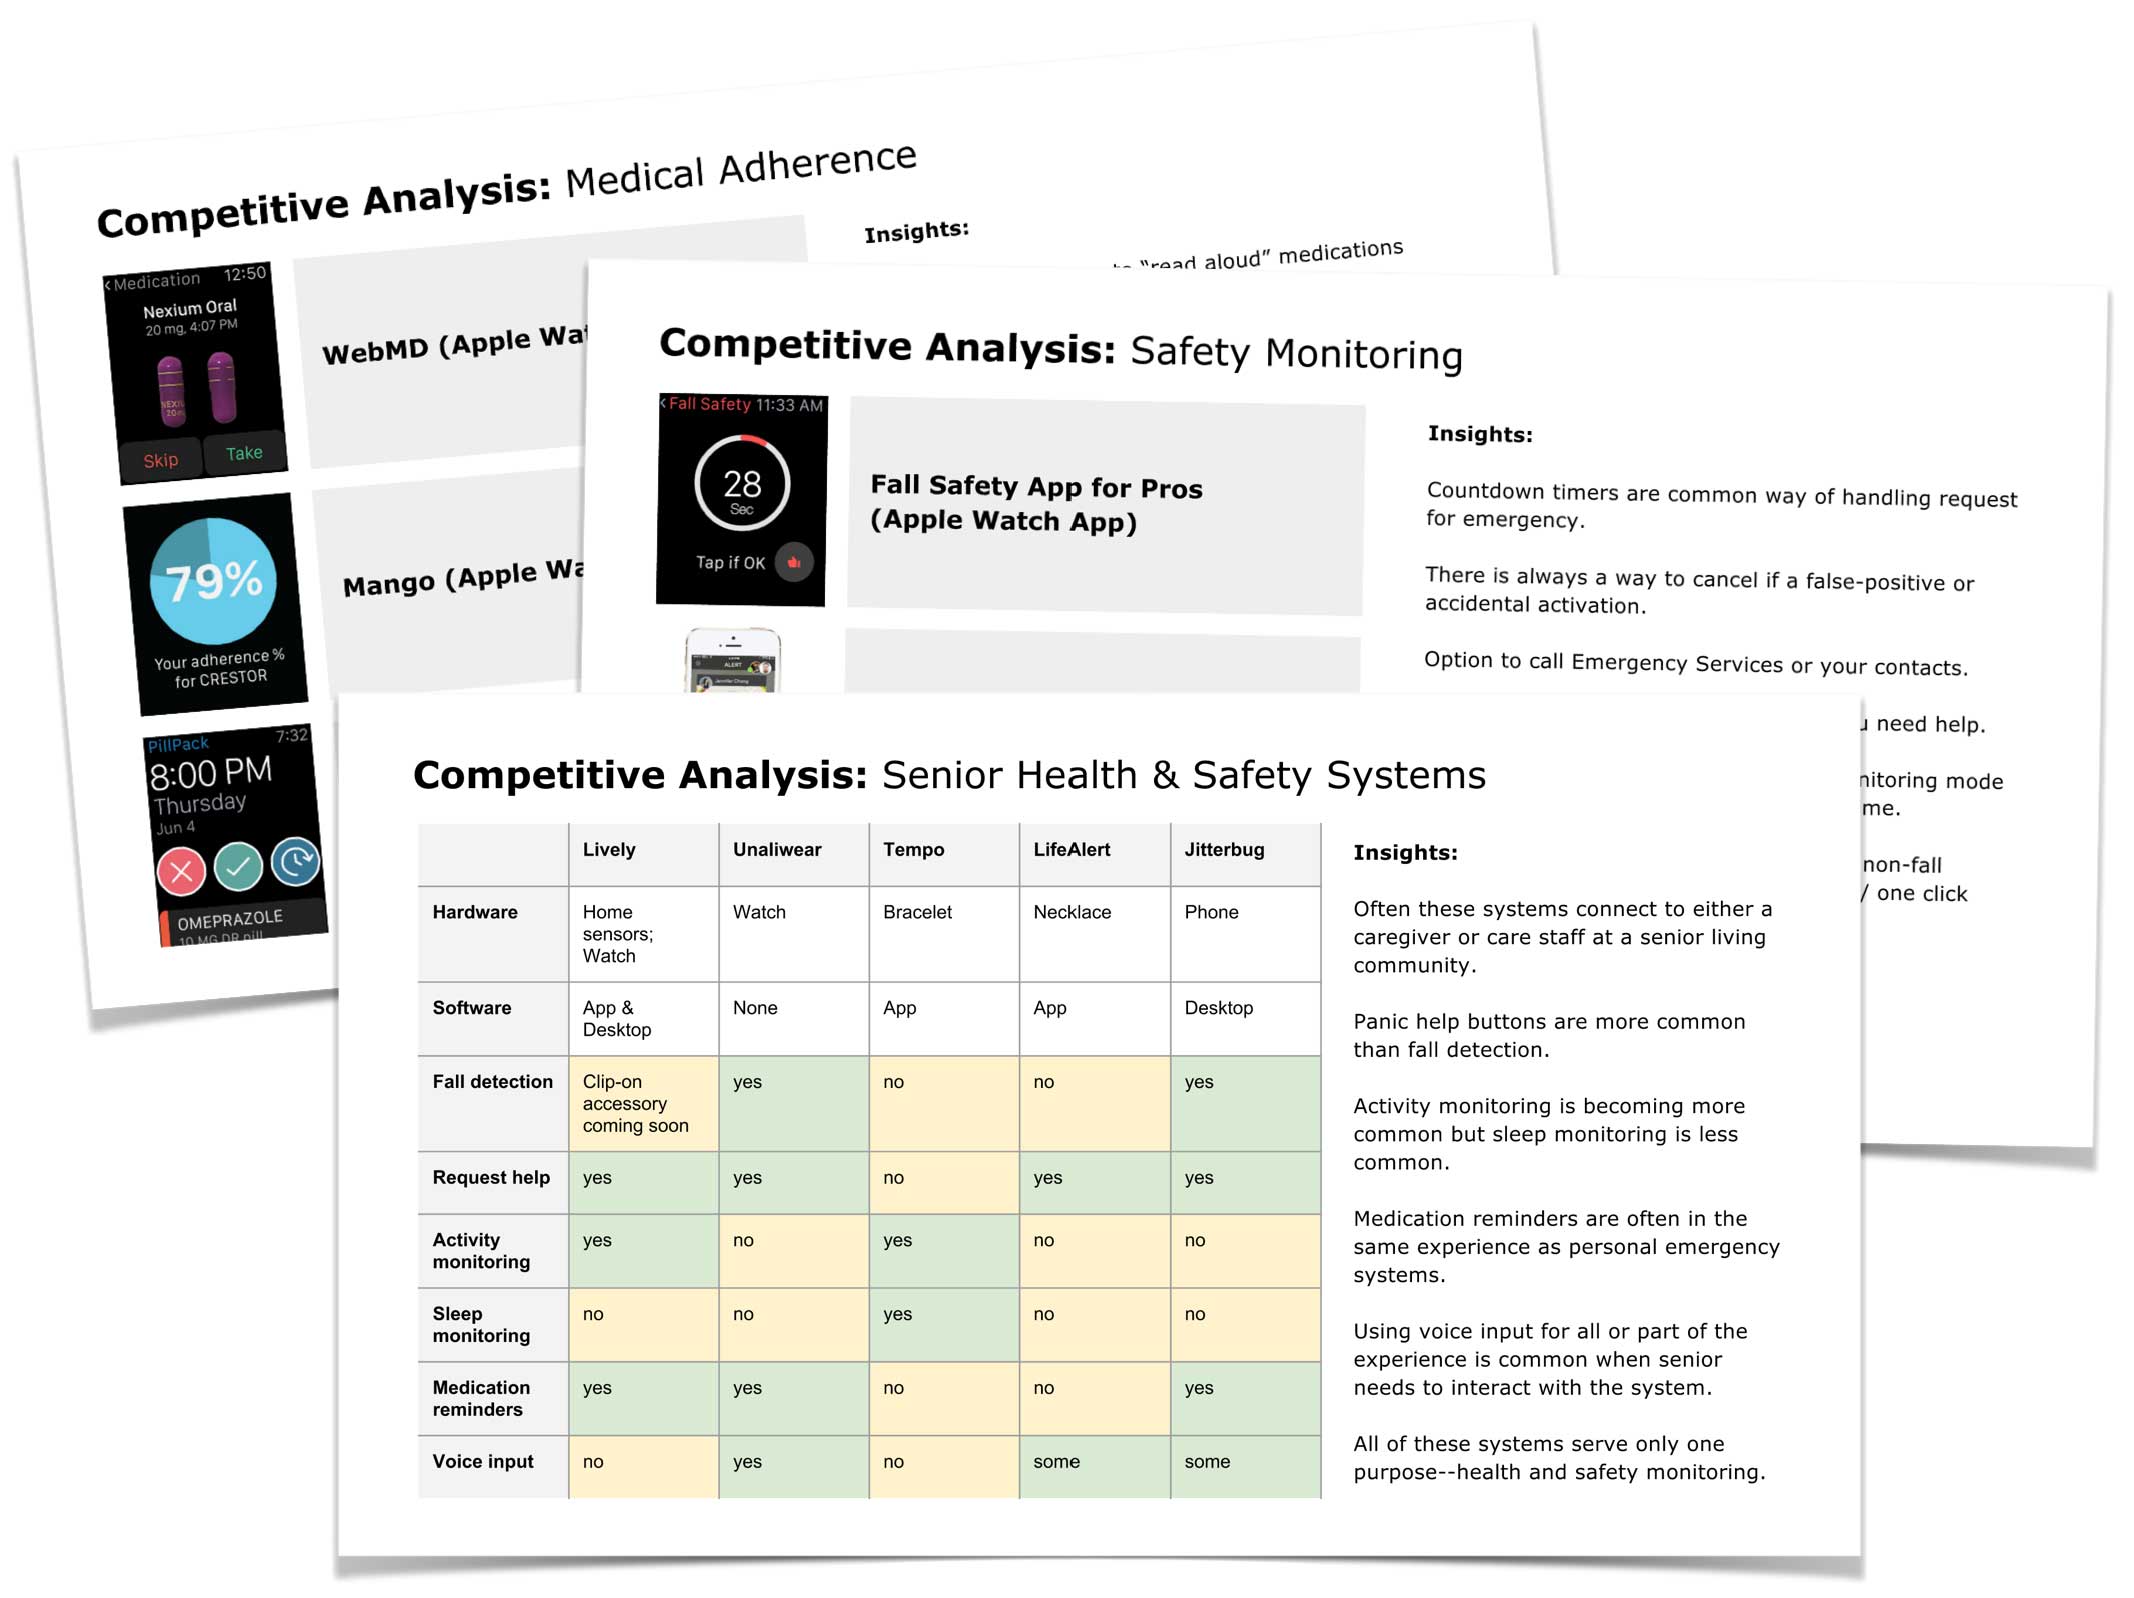 Competitive Analysis: Medical Adherence
Insights:
"read aloud" medications
Medication 12:50
Nexium Oral
20 mg, 4:07 PM
NEXIU
20m
Skip Take
WebMD (Apple Wat
79%
Your adherence %
for CRESTOR
Mango (Apple Wa
PillPack 7:32
8:00 PM
Thursday
Jun 4
OMEPRAZOLE
10 MG DR pill
Competitive Analysis: Safety Monitoring
Fall Safety 11:33 AM
28
Sec
Tap if OK
Fall Safety App for Pros
(Apple Watch App)
ALERT
Jennifer Chang
Insights:
Countdown timers are common way of handling request
for emergency.
There is always a way to cancel if a false-positive or
accidental activation.
Option to call Emergency Services or your contacts.
need help.
nitoring mode
me.
non-fall
/ one click
Competitive Analysis: Senior Health & Safety Systems
Lively Unaliwear Tempo LifeAlert Jitterbug
Hardware Home sensors; Watch Watch Bracelet Necklace Phone
Software App & Desktop None App App Desktop
Fall detection Clip-on accessory coming soon yes no no yes
Request help yes yes no yes yes
Activity monitoring yes no yes no no
Sleep monitoring no no yes no no
Medication reminders yes yes no no yes
Voice input no yes no some some
Insights:
Often these systems connect to either a
caregiver or care staff at a senior living
community.
Panic help buttons are more common
than fall detection.
Activity monitoring is becoming more
common but sleep monitoring is less
common.
Medication reminders are often in the
same experience as personal emergency
systems.
Using voice input for all or part of the
experience is common when senior
needs to interact with the system.
All of these systems serve only one
purpose--health and safety monitoring.